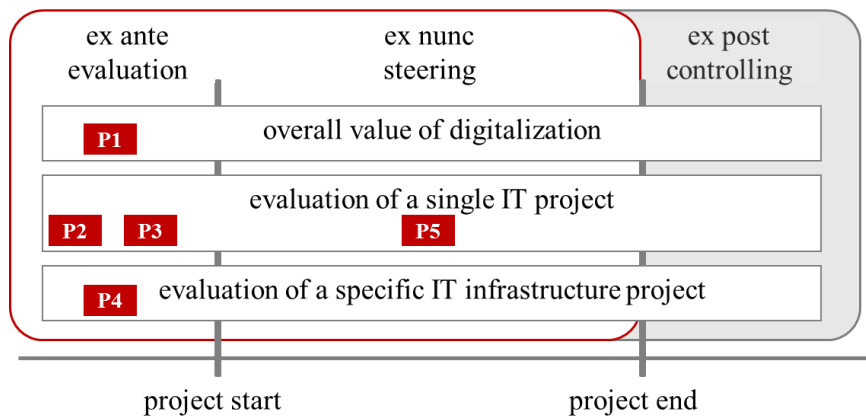 ex ante
evaluation
ex nunc
steering
ex post
controlling
overall value of digitalization
P1
evaluation of a single IT project
P2
P3
P5
evaluation of a specific IT infrastructure project
P4
project start
project end